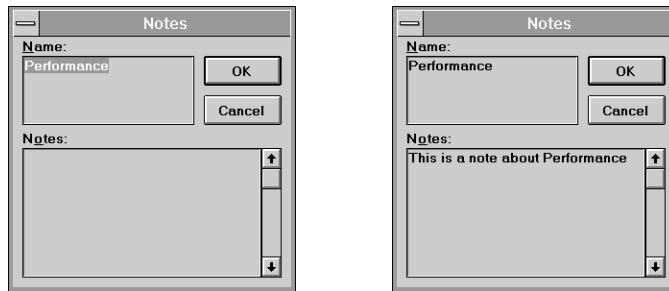 Notes
Name:
Performance
OK
Cancel
Notes:
Notes
Name:
Performance
OK
Cancel
Notes:
This is a note about Performance